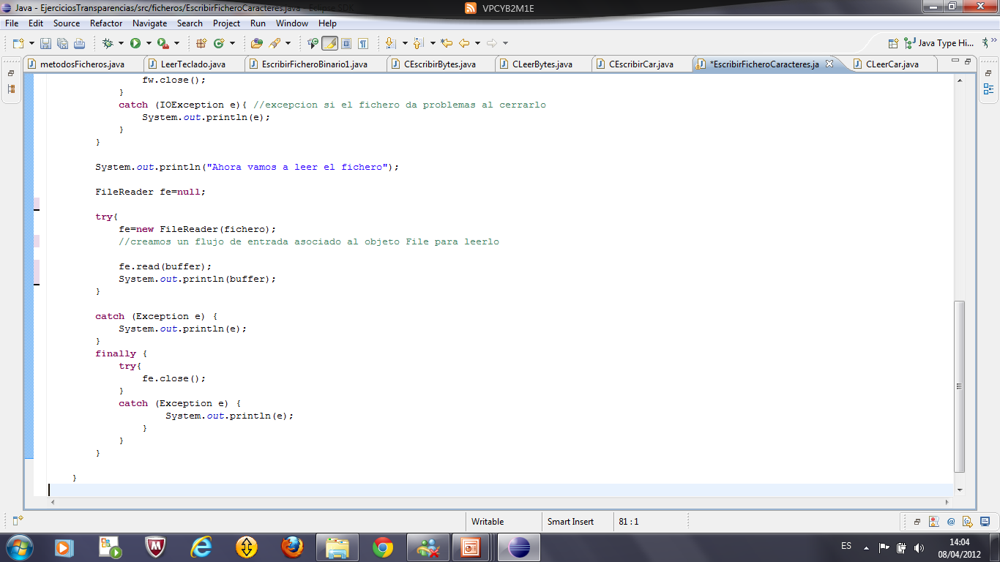 Java - EjerciciosTransparencias/src/ficheros/EscribirFicheroCaracteres.java - Eclipse SDK
VPCYB2M1E
File Edit Source Refactor Navigate Search Project Run Window Help
Java Type Hi...
metodosFicheros.java LeerTeclado.java EscribirFicheroBinario1.java CEscribirBytes.java CLeerBytes.java CEscribirCar.java *EscribirFicheroCaracteres.ja CLeerCar.java
fw.close();
}
catch (IOException e){ //excepcion si el fichero da problemas al cerrarlo
System.out.println(e);
}
}
System.out.println("Ahora vamos a leer el fichero");
FileReader fe=null;
try{
fe=new FileReader(fichero);
//creamos un flujo de entrada asociado al objeto File para leerlo
fe.read(buffer);
System.out.println(buffer);
}
catch (Exception e) {
System.out.println(e);
}
finally {
try{
fe.close();
}
catch (Exception e) {
System.out.println(e);
}
}
}
}
Writable Smart Insert 81 : 1
ES 14:04
08/04/2012